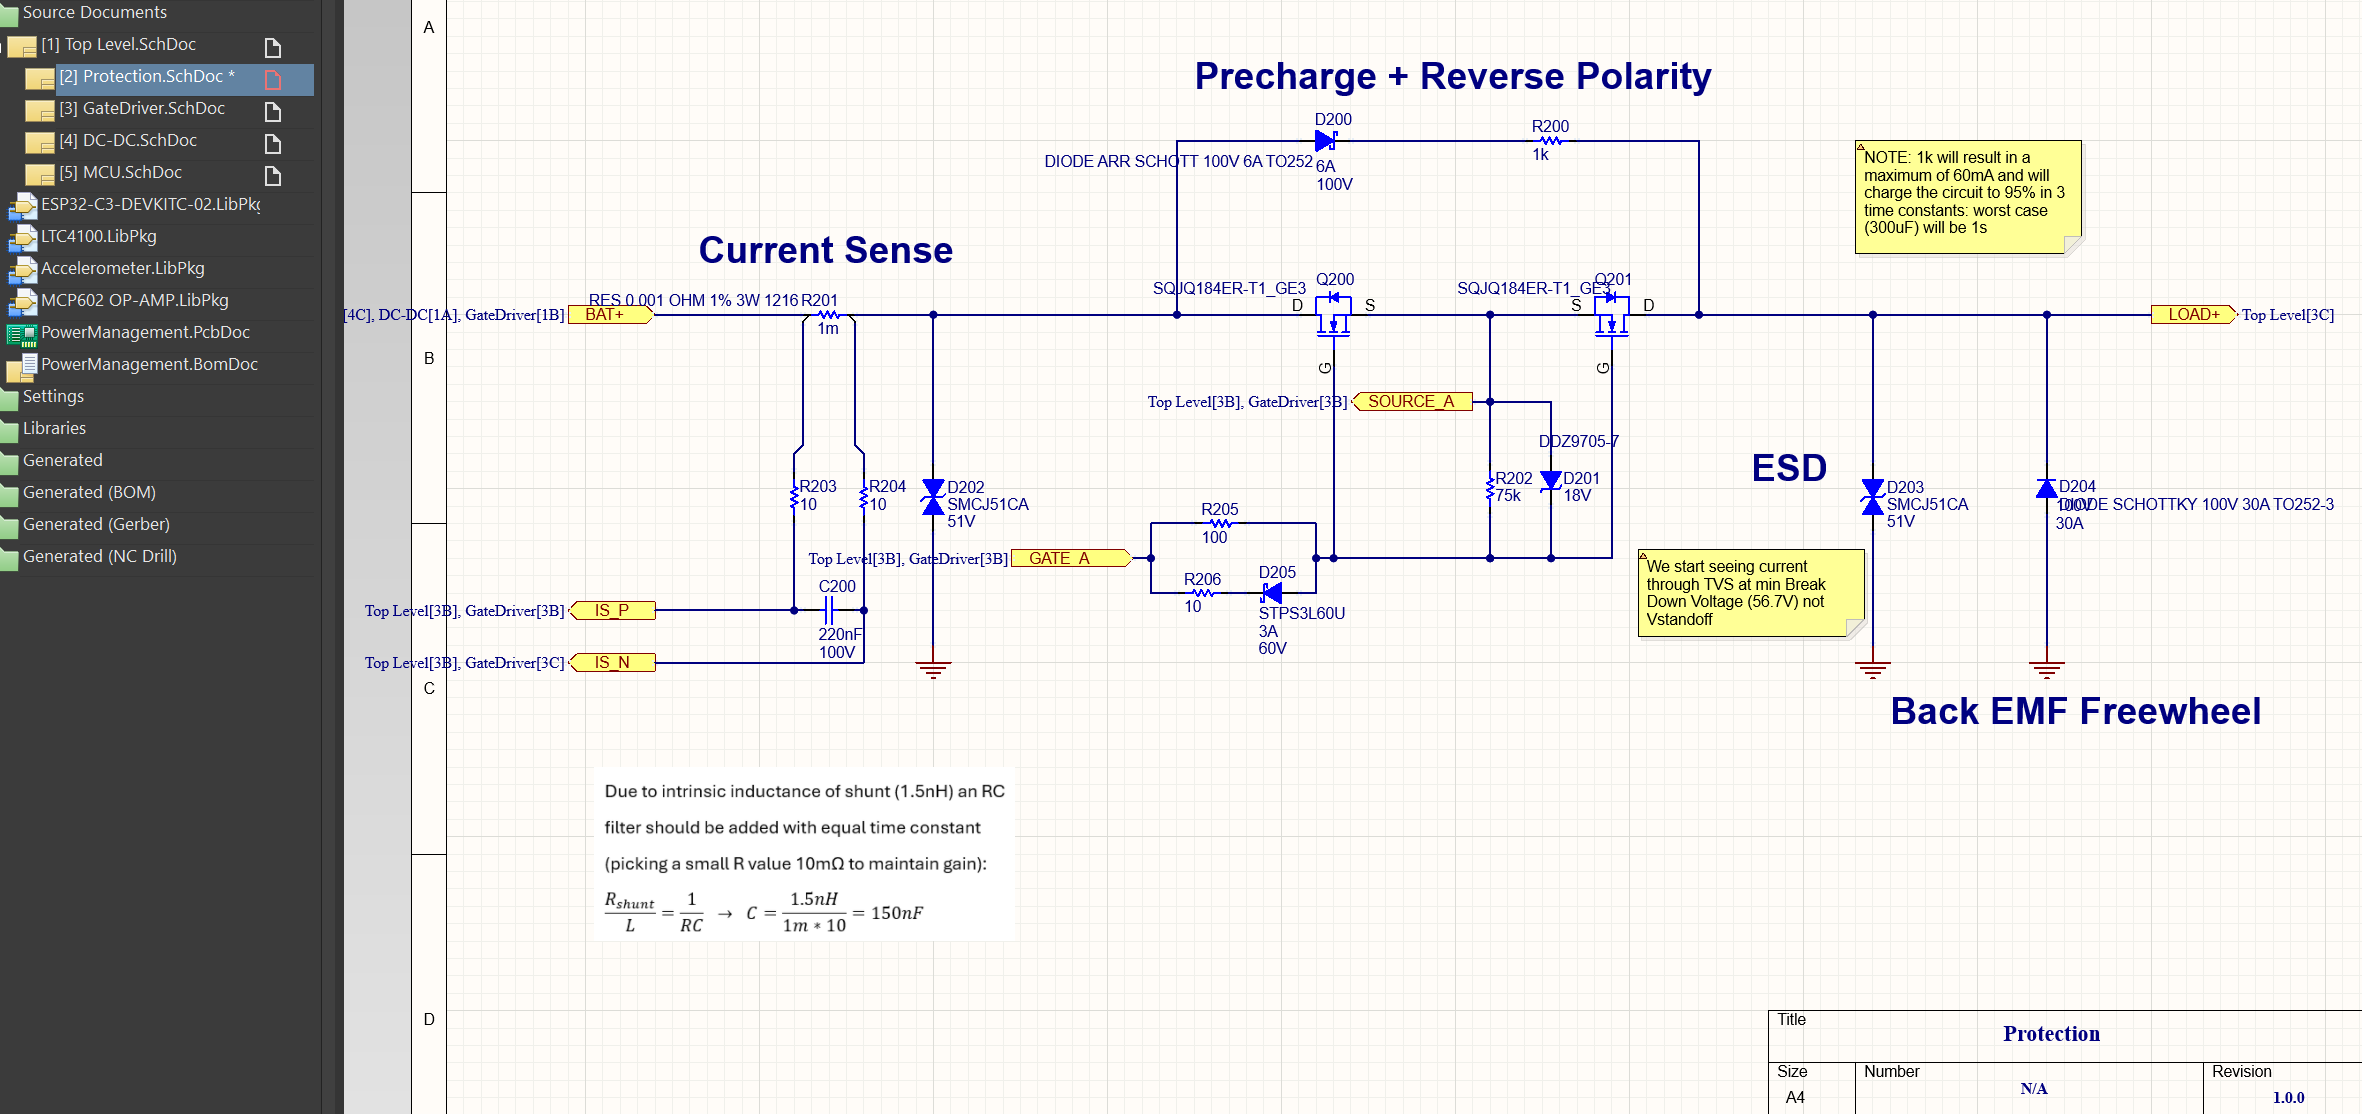 Source Documents
[1] Top Level.SchDoc
[2] Protection.SchDoc *
[3] GateDriver.SchDoc
[4] DC-DC.SchDoc
[5] MCU.SchDoc
ESP32-C3-DEVKITC-02.LibPkg
LTC4100.LibPkg
Accelerometer.LibPkg
MCP602 OP-AMP.LibPkg
PowerManagement.PcbDoc
PowerManagement.BomDoc
Settings
Libraries
Generated
Generated (BOM)
Generated (Gerber)
Generated (NC Drill)
A
B
C
D
Precharge + Reverse Polarity
D200
DIODE ARR SCHOTT 100V 6A TO252
6A
100V
R200
1k
NOTE: 1k will result in a
maximum of 60mA and will
charge the circuit to 95% in 3
time constants: worst case
(300uF) will be 1s
Current Sense
RES 0.001 OHM 1% 3W 1216
R201
1m
[4C], DC-DC[1A], GateDriver[1B]
BAT+
SQJQ184ER-T1_GE3
Q200
D
S
G
SQJQ184ER-T1_GE3
Q201
S
D
G
LOAD+
Top Level[3C]
Top Level[3B], GateDriver[3B]
SOURCE_A
DDZ9705-7
D201
18V
R202
75k
R203
10
R204
10
D202
SMCJ51CA
51V
R205
100
Top Level[3B], GateDriver[3B]
GATE_A
R206
10
D205
STPS3L60U
3A
60V
C200
220nF
100V
Top Level[3B], GateDriver[3B]
IS_P
Top Level[3B], GateDriver[3C]
IS_N
ESD
D203
SMCJ51CA
51V
D204
100V
DIODE SCHOTTKY 100V 30A TO252-3
30A
We start seeing current
through TVS at min Break
Down Voltage (56.7V) not
Vstandoff
Back EMF Freewheel
Due to intrinsic inductance of shunt (1.5nH) an RC
filter should be added with equal time constant
(picking a small R value 10mΩ to maintain gain):
Rshunt/L = 1/RC → C = 1.5nH/1m * 10 = 150nF
Title
Protection
Size
A4
Number
N/A
Revision
1.0.0